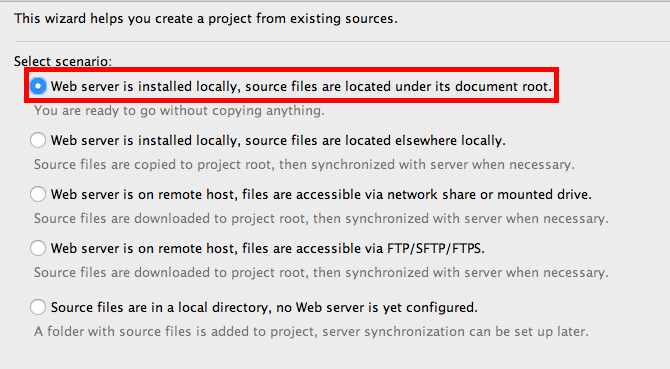 This wizard helps you create a project from existing sources.
Select scenario:
Web server is installed locally, source files are located under its document root.
You are ready to go without copying anything.
Web server is installed locally, source files are located elsewhere locally.
Source files are copied to project root, then synchronized with server when necessary.
Web server is on remote host, files are accessible via network share or mounted drive.
Source files are downloaded to project root, then synchronized with server when necessary.
Web server is on remote host, files are accessible via FTP/SFTP/FTPS.
Source files are downloaded to project root, then synchronized with server when necessary.
Source files are in a local directory, no Web server is yet configured.
A folder with source files is added to project, server synchronization can be set up later.